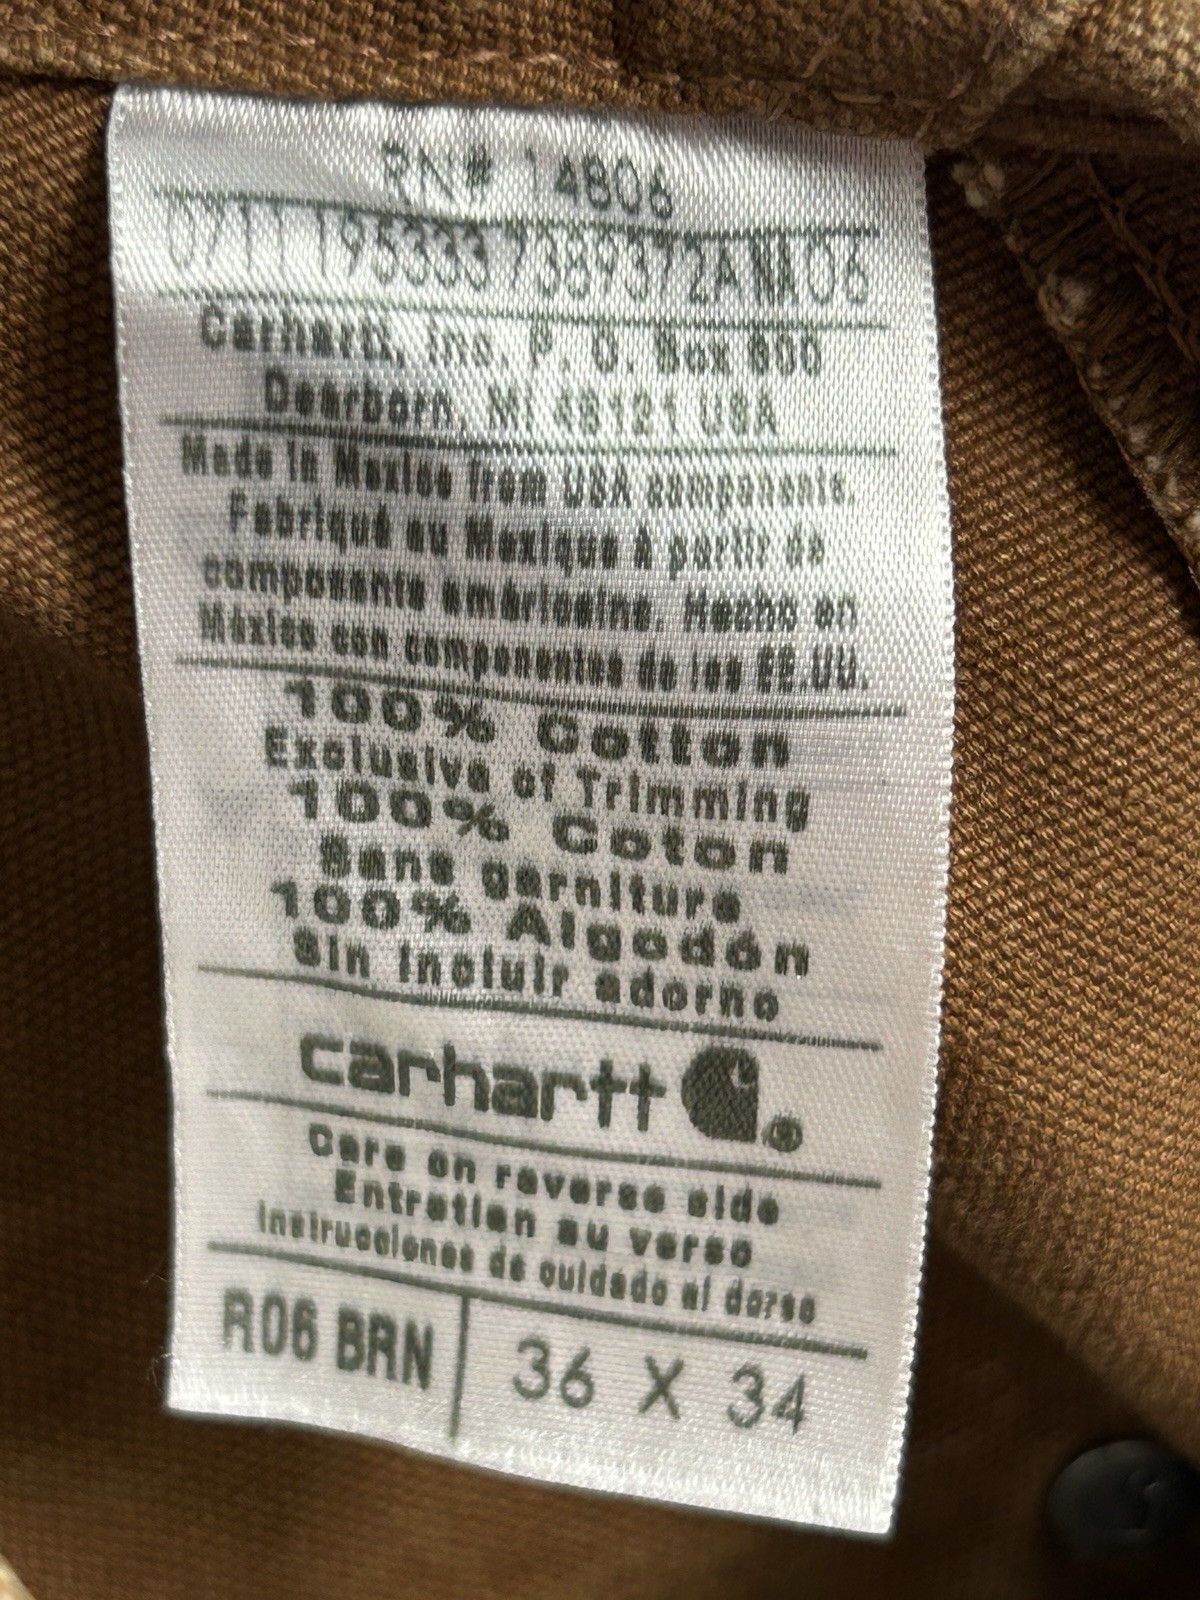 RN# 14806
Carhartt, Inc. P. O. Box 600
Dearborn, MI 48121 USA
Made in Mexico from USA components.
Fabriqué au Mexique à partir de
composants américains. Hecho en
México con componentes de los EE.UU.
100% Cotton
Exclusive of Trimming
100% Coton
Sans garniture
100% Algodón
Sin incluir adorno
carhartt ®
Care on reverse side
Entretien au verso
Instrucciones de cuidado al dorso
R06 BRN 36 X 34